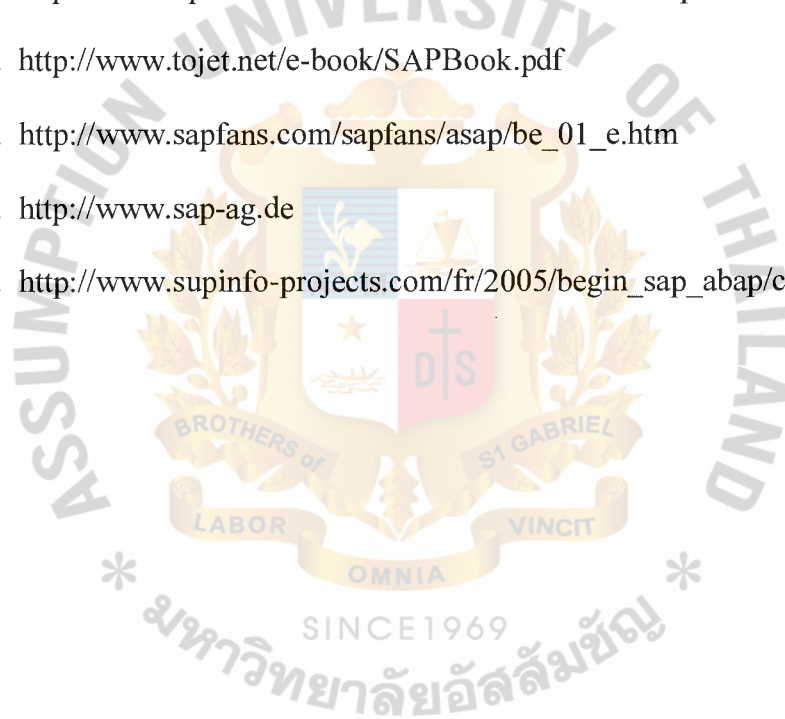 . http://www.tojet.net/e-book/SAPBook.pdf
. http://www.sapfans.com/sapfans/asap/be_01_e.htm
. http://www.sap-ag.de
. http://www.supinfo-projects.com/fr/2005/begin_sap_abap/c
ASSUMPTION UNIVERSITY OF THAILAND
D S
BROTHERS of ST GABRIEL
LABOR
OMNIA
VINCIT
* SINCE1969 *
มหาวิทยาลัยอัสสัมชัญ